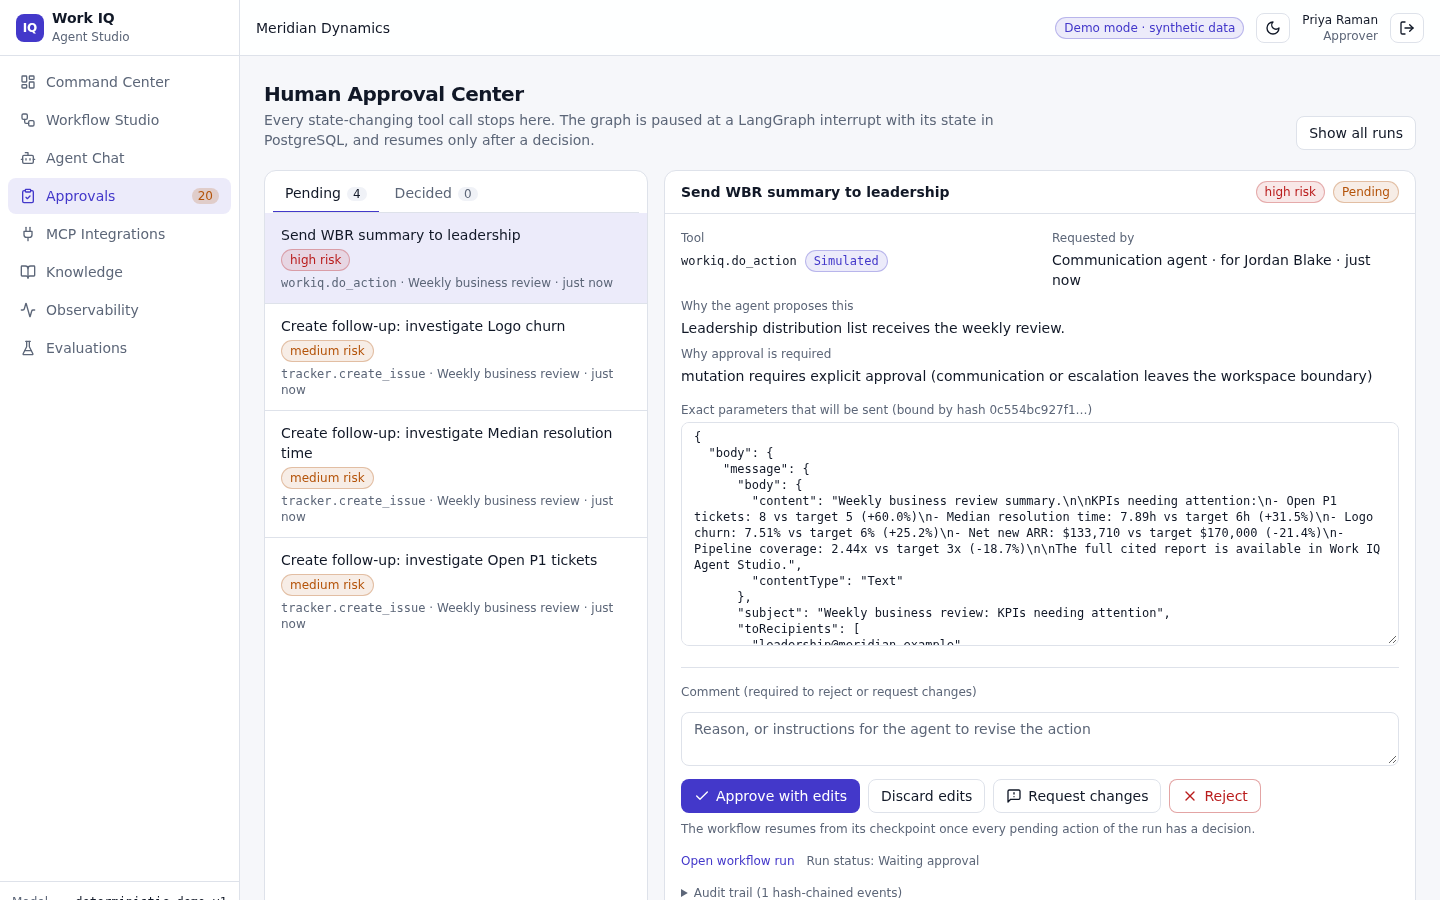 IQ
Work IQ
Agent Studio
Meridian Dynamics
Demo mode · synthetic data
Priya Raman
Approver
Command Center
Workflow Studio
Agent Chat
Approvals
20
MCP Integrations
Knowledge
Observability
Evaluations
Human Approval Center
Every state-changing tool call stops here. The graph is paused at a LangGraph interrupt with its state in
PostgreSQL, and resumes only after a decision.
Show all runs
Pending 4
Decided 0
Send WBR summary to leadership
high risk
workiq.do_action · Weekly business review · just now
Create follow-up: investigate Logo churn
medium risk
tracker.create_issue · Weekly business review · just
now
Create follow-up: investigate Median resolution
time
medium risk
tracker.create_issue · Weekly business review · just
now
Create follow-up: investigate Open P1 tickets
medium risk
tracker.create_issue · Weekly business review · just
now
Send WBR summary to leadership
high risk
Pending
Tool
workiq.do_action Simulated
Requested by
Communication agent · for Jordan Blake · just
now
Why the agent proposes this
Leadership distribution list receives the weekly review.
Why approval is required
mutation requires explicit approval (communication or escalation leaves the workspace boundary)
Exact parameters that will be sent (bound by hash 0c554bc927f1…)
{
"body": {
"message": {
"body": {
"content": "Weekly business review summary.\n\nKPIs needing attention:\n- Open P1
tickets: 8 vs target 5 (+60.0%)\n- Median resolution time: 7.89h vs target 6h (+31.5%)\n- Logo
churn: 7.51% vs target 6% (+25.2%)\n- Net new ARR: $133,710 vs target $170,000 (-21.4%)\n-
Pipeline coverage: 2.44x vs target 3x (-18.7%)\n\nThe full cited report is available in Work IQ
Agent Studio.",
"contentType": "Text"
},
"subject": "Weekly business review: KPIs needing attention",
"toRecipients": [
"leadership@meridian.example"
Comment (required to reject or request changes)
Reason, or instructions for the agent to revise the action
Approve with edits
Discard edits
Request changes
Reject
The workflow resumes from its checkpoint once every pending action of the run has a decision.
Open workflow run Run status: Waiting approval
Audit trail (1 hash-chained events)
Model deterministic-demo-v1